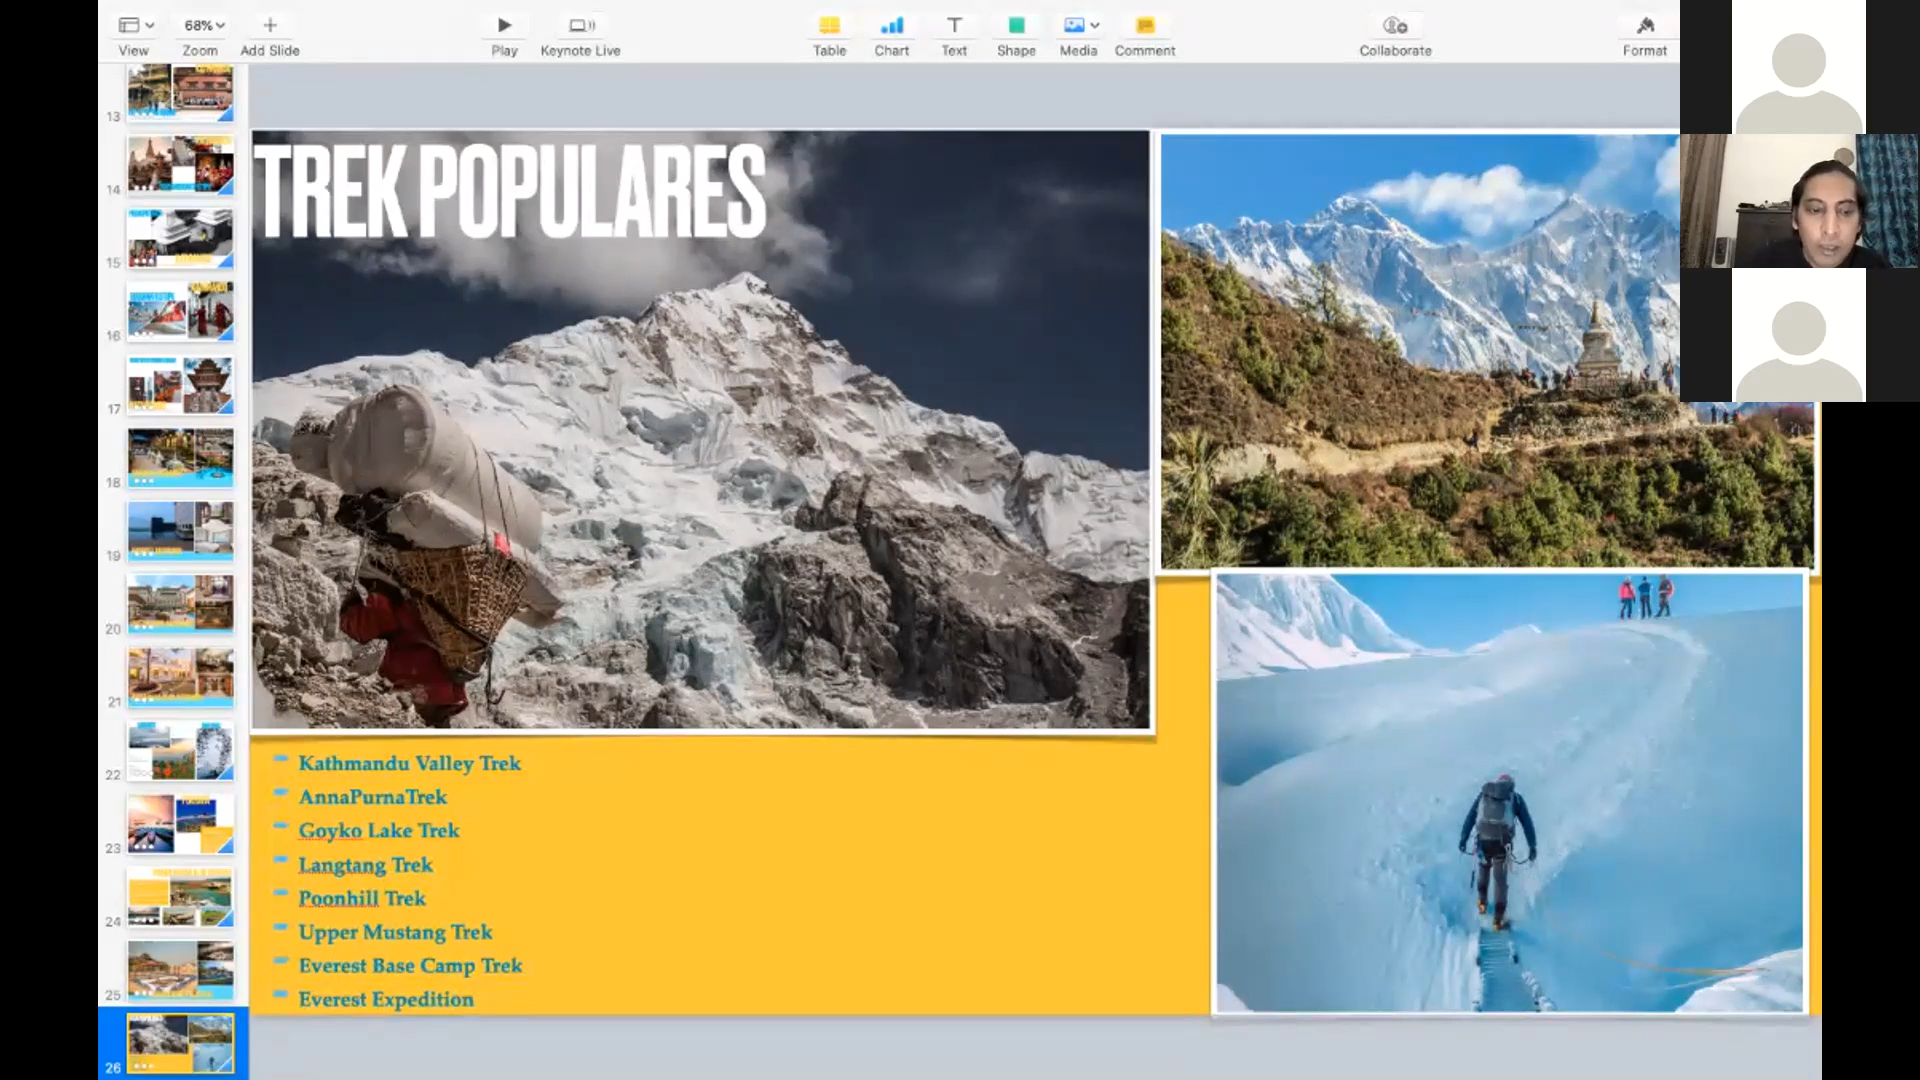 68%
View
Zoom
Add Slide
Play
Keynote Live
Table
Chart
Text
Shape
Media
Comment
Collaborate
Format
TREK POPULARES
Kathmandu Valley Trek
AnnaPurnaTrek
Goyko Lake Trek
Langtang Trek
Poonhill Trek
Upper Mustang Trek
Everest Base Camp Trek
Everest Expedition
13
14
15
16
17
18
19
20
21
22
23
24
25
26